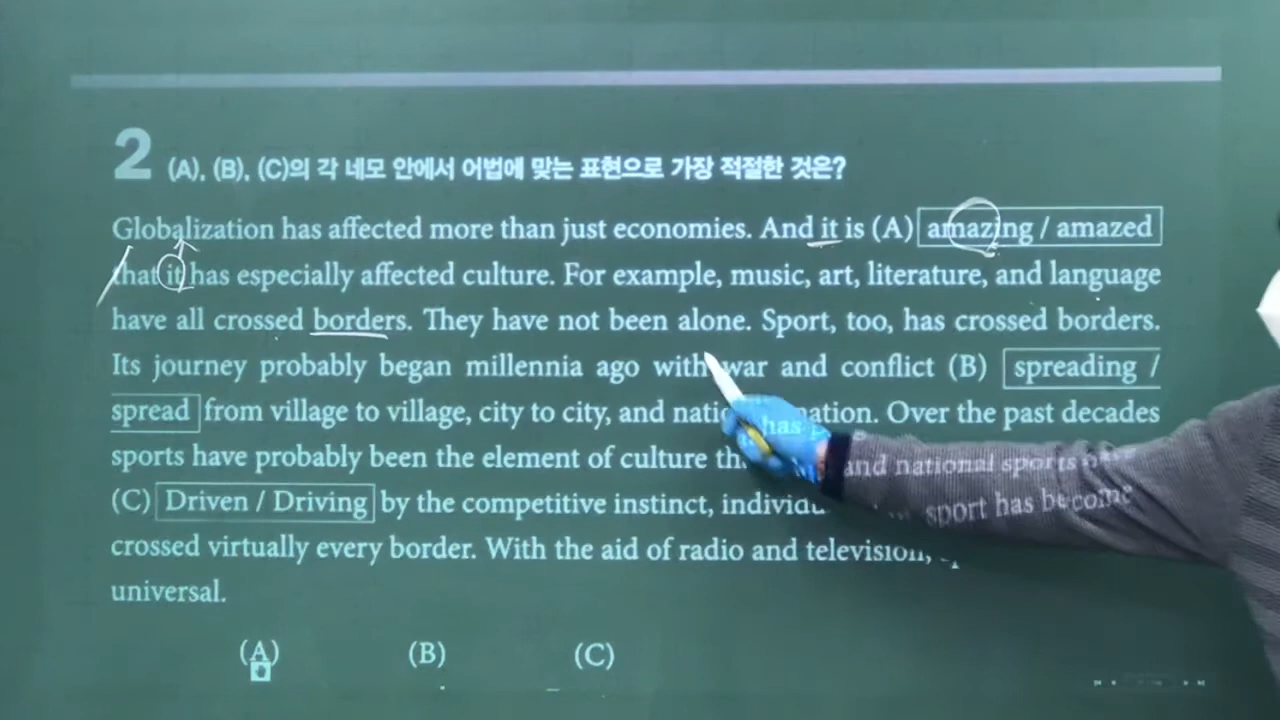 2 (A), (B), (C)의 각 네모 안에서 어법에 맞는 표현으로 가장 적절한 것은?
Globalization has affected more than just economies. And it is (A) amazing / amazed
that it has especially affected culture. For example, music, art, literature, and language
have all crossed borders. They have not been alone. Sport, too, has crossed borders.
Its journey probably began millennia ago with war and conflict (B) spreading /
spread from village to village, city to city, and nation. Over the past decades
sports have probably been the element of culture has
(C) Driven / Driving by the competitive instinct, and national sports
crossed virtually every border. With the aid of radio and television, sport has become
universal.
(A) (B) (C)